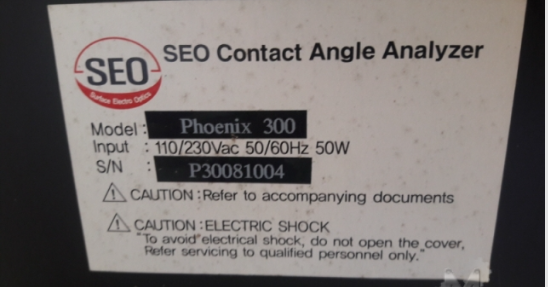 SEO Contact Angle Analyzer
SEO
Surface Electro Optics
Model : Phoenix 300
Input : 110/230Vac 50/60Hz 50W
S/N : P30081004
CAUTION : Refer to accompanying documents
CAUTION : ELECTRIC SHOCK
"To avoid" electrical shock, do not open the cover,
Refer servicing to qualified personnel only."